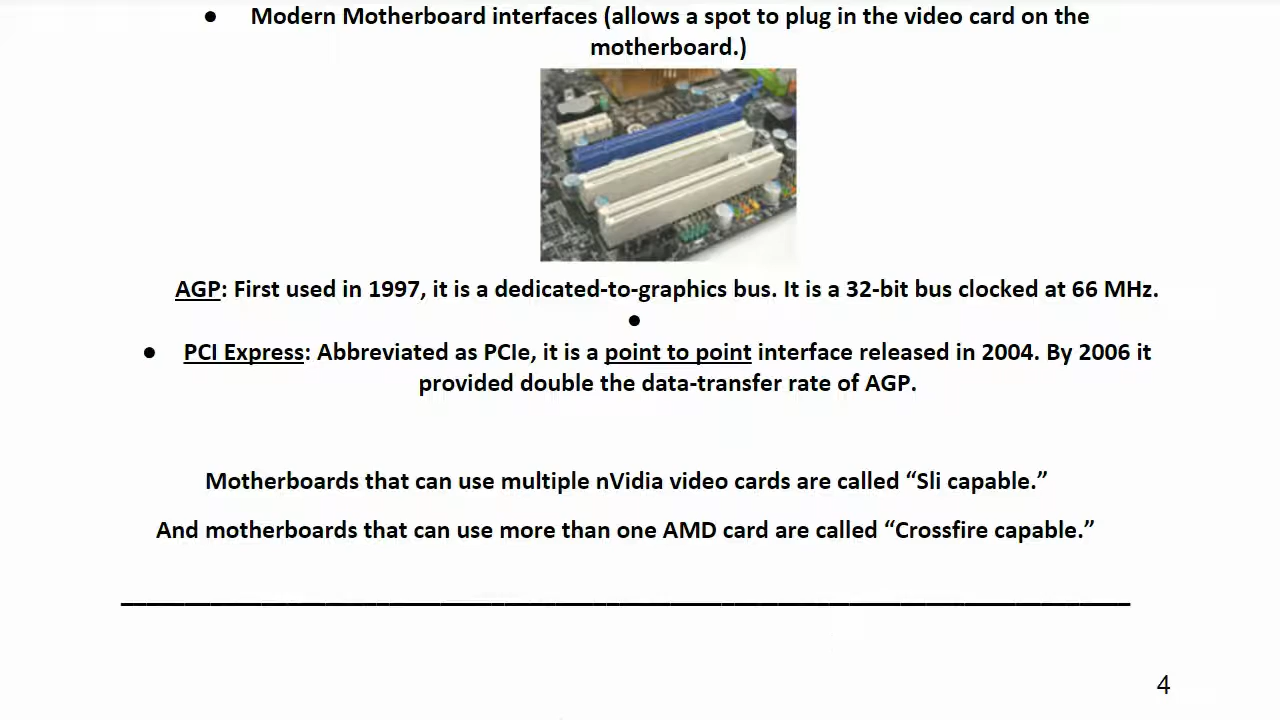 ● Modern Motherboard interfaces (allows a spot to plug in the video card on the
motherboard.)
AGP: First used in 1997, it is a dedicated-to-graphics bus. It is a 32-bit bus clocked at 66 MHz.
●
● PCI Express: Abbreviated as PCIe, it is a point to point interface released in 2004. By 2006 it
provided double the data-transfer rate of AGP.
Motherboards that can use multiple nVidia video cards are called “Sli capable.”
And motherboards that can use more than one AMD card are called “Crossfire capable.”
4